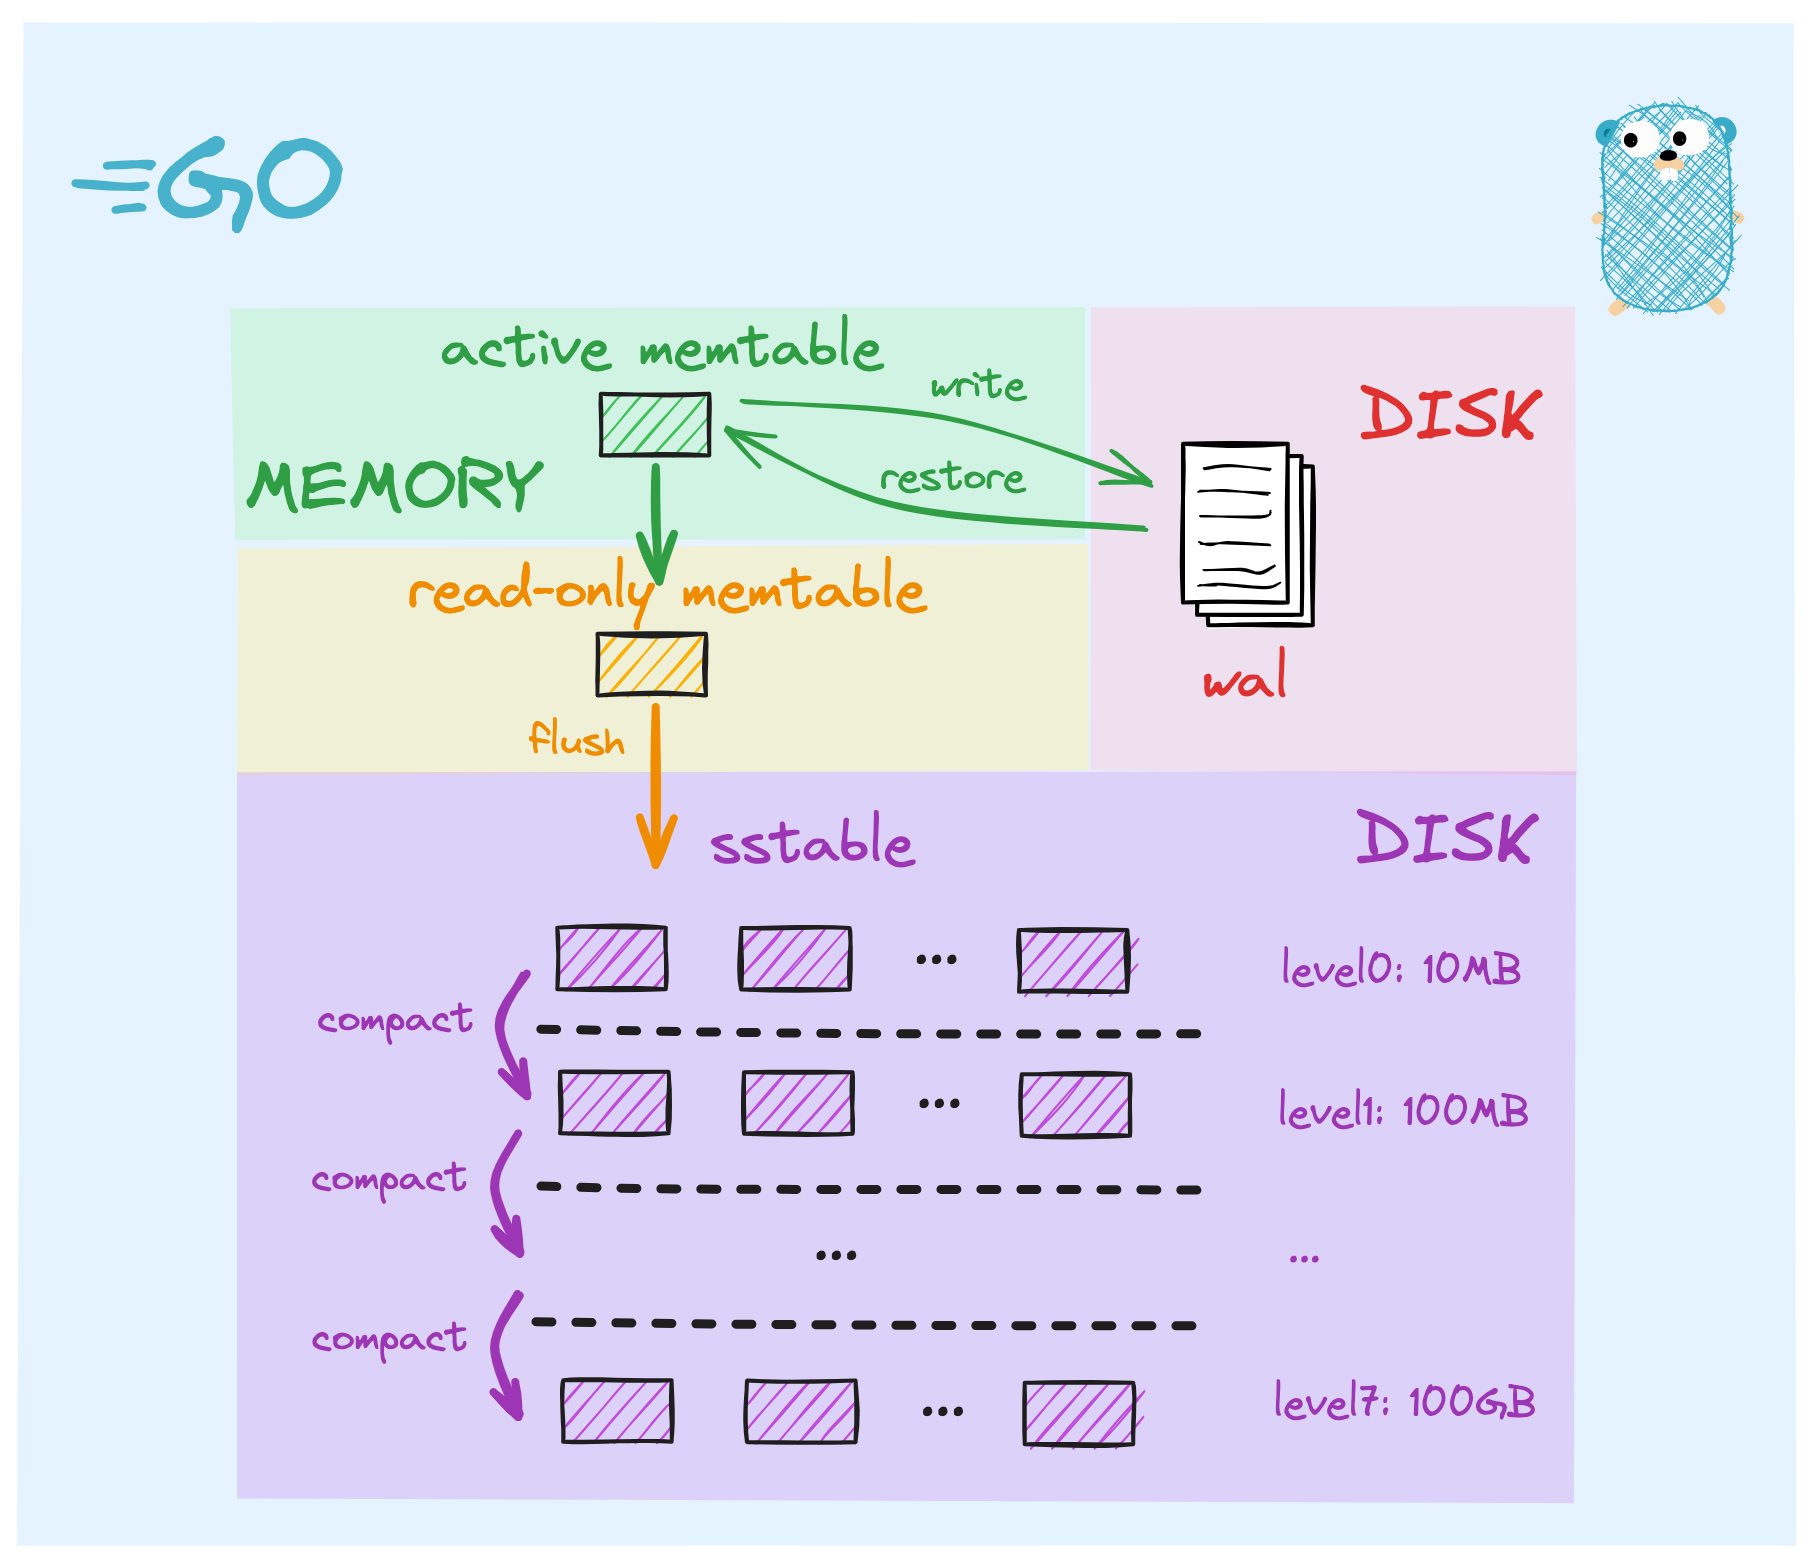 GO
active memtable
write
DISK
restore
MEMORY
read-only memtable
wal
flush
sstable
DISK
...
level0: 10MB
compact
...
level1: 100MB
compact
...
...
compact
...
level7: 100GB